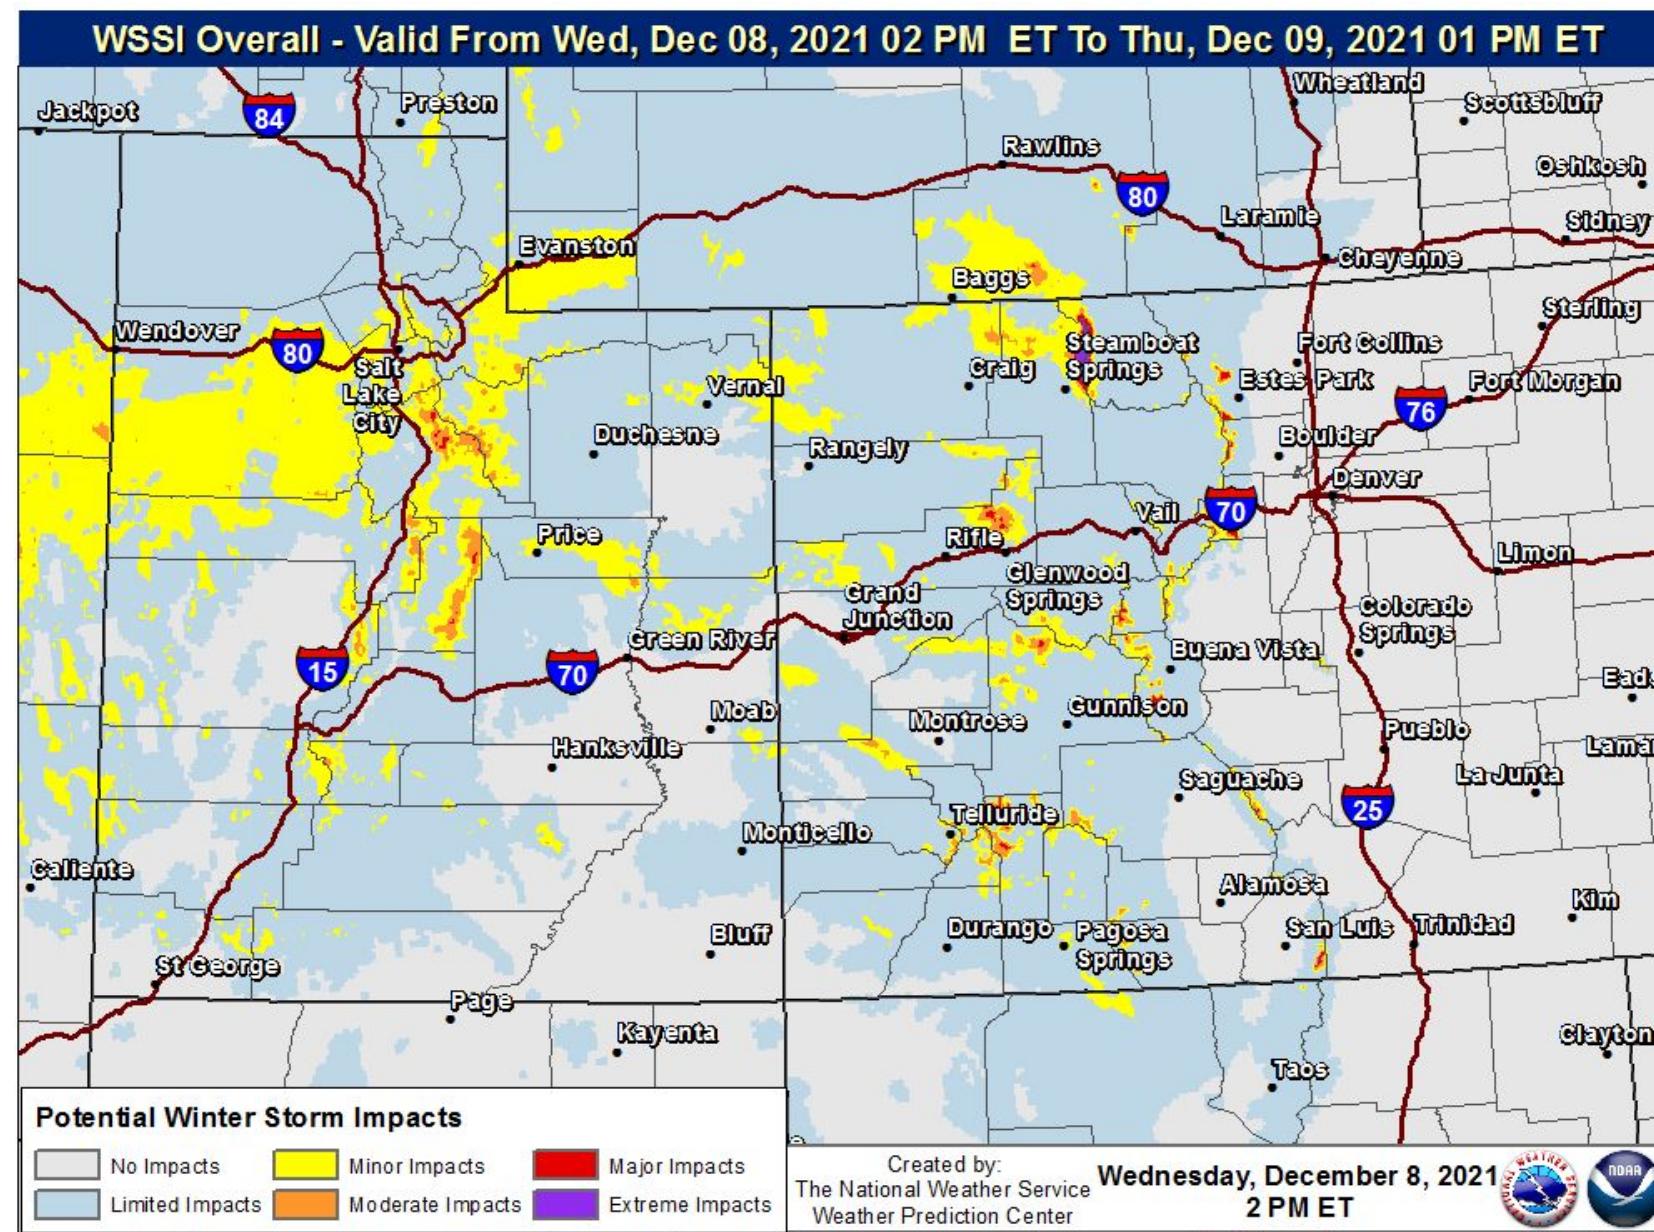 WSSI Overall - Valid From Wed, Dec 08, 2021 02 PM ET To Thu, Dec 09, 2021 01 PM ET
Jackpot
84
Preston
Wheatland
Scottsbluff
Rawlins
Oshkosh
80
Laramie
Sidney
Evanston
Cheyenne
Baggs
Sterling
Wendover
80
Salt
Lake
City
Steamboat
Springs
Fort Collins
Craig
Estes Park
Fort Morgan
76
Vernal
Duchesne
Rangely
Boulder
Denver
Price
Vail
70
Rifle
Limon
Glenwood
Springs
Grand
Junction
Colorado
Springs
15
70
Green River
Buena Vista
Eads
Moab
Montrose
Gunnison
Pueblo
Hanksville
Lamar
Saguache
La Junta
25
Telluride
Monticello
Caliente
Alamosa
Kim
Bluff
Durango
Pagosa
Springs
San Luis
Trinidad
St George
Page
Kayenta
Clayton
Taos
Potential Winter Storm Impacts
No Impacts
Minor Impacts
Major Impacts
Limited Impacts
Moderate Impacts
Extreme Impacts
Created by:
The National Weather Service
Weather Prediction Center
Wednesday, December 8, 2021
2 PM ET
NOAA